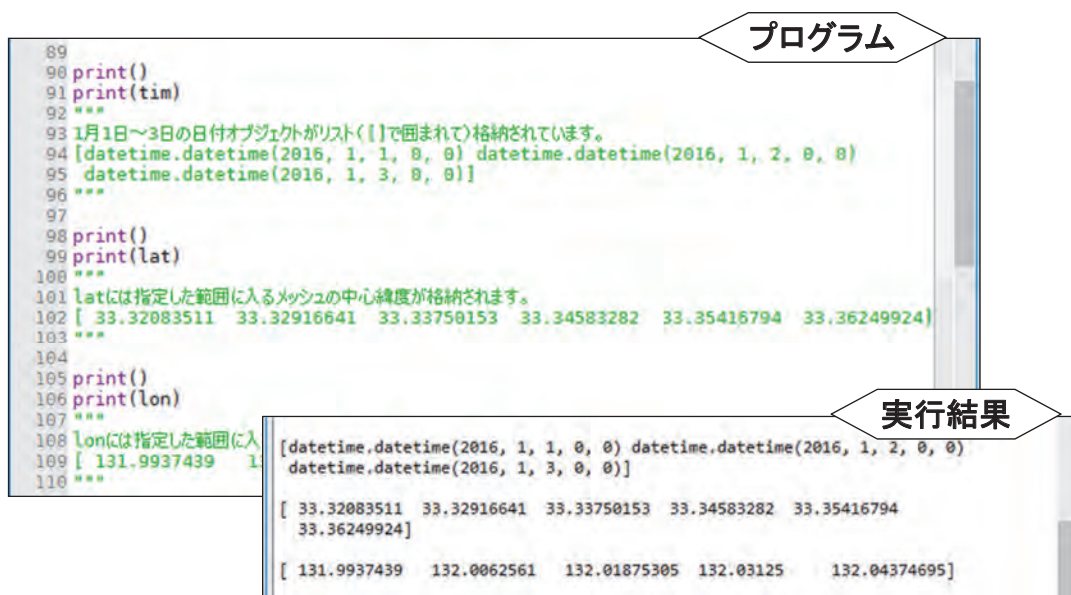 プログラム
89
90 print()
91 print(tim)
92 """
93 1月1日～3日の日付オブジェクトがリスト([]で囲まれて)格納されています。
94 [datetime.datetime(2016, 1, 1, 0, 0) datetime.datetime(2016, 1, 2, 0, 0)
95 datetime.datetime(2016, 1, 3, 0, 0)]
96 """
97
98 print()
99 print(lat)
100 """
101 latには指定した範囲に入るメッシュの中心緯度が格納されます。
102 [ 33.32083511 33.32916641 33.33750153 33.34583282 33.35416794 33.36249924]
103 """
104
105 print()
106 print(lon)
107 """
108 lonには指定した範囲に入
109 [ 131.9937439
110 """
実行結果
[datetime.datetime(2016, 1, 1, 0, 0) datetime.datetime(2016, 1, 2, 0, 0)
datetime.datetime(2016, 1, 3, 0, 0)]
[ 33.32083511 33.32916641 33.33750153 33.34583282 33.35416794
33.36249924]
[ 131.9937439 132.0062561 132.01875305 132.03125 132.04374695]